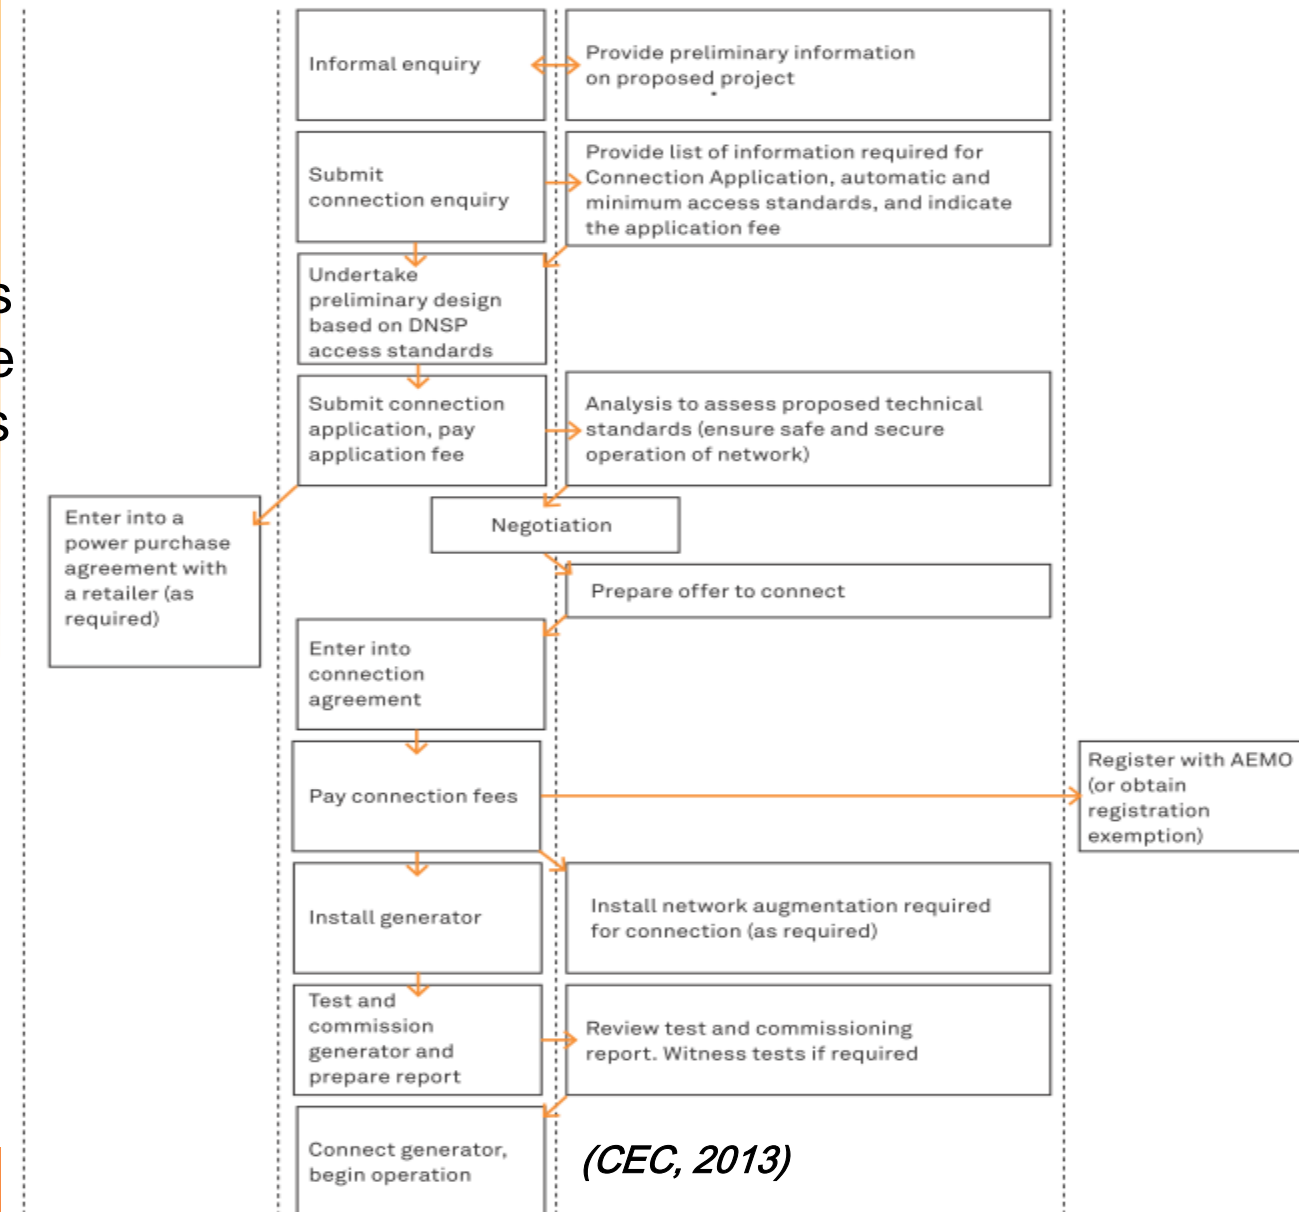 Informal enquiry
Provide preliminary information
on proposed project
Submit
connection enquiry
Provide list of information required for
Connection Application, automatic and
minimum access standards, and indicate
the application fee
s
e
s
Undertake
preliminary design
based on DNSP
access standards
Submit connection
application, pay
application fee
Analysis to assess proposed technical
standards (ensure safe and secure
operation of network)
Enter into a
power purchase
agreement with
a retailer (as
required)
Negotiation
Prepare offer to connect
Enter into
connection
agreement
Pay connection fees
Register with AEMO
(or obtain
registration
exemption)
Install generator
Install network augmentation required
for connection (as required)
Test and
commission
generator and
prepare report
Review test and commissioning
report. Witness tests if required
Connect generator,
begin operation
(CEC, 2013)